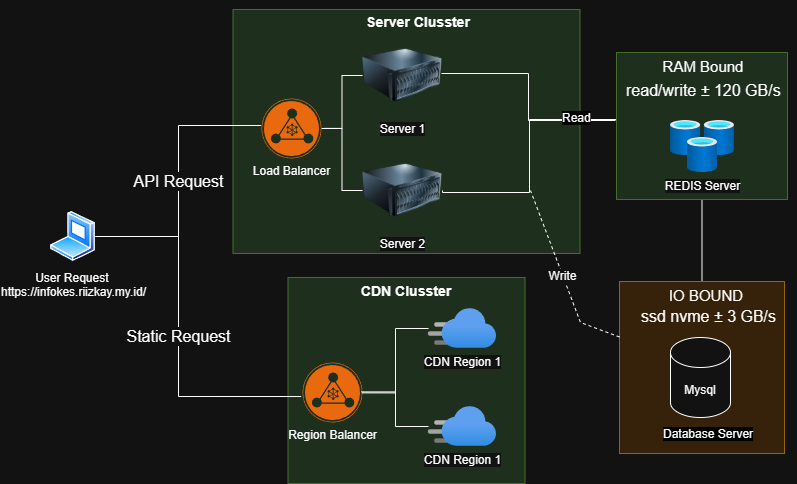 Server Clusster
Server 1
Load Balancer
Server 2
API Request
User Request
https://infokes.riizkay.my.id/
Static Request
CDN Clusster
CDN Region 1
Region Balancer
CDN Region 1
Read
Write
RAM Bound
read/write ± 120 GB/s
REDIS Server
IO BOUND
ssd nvme ± 3 GB/s
Mysql
Database Server